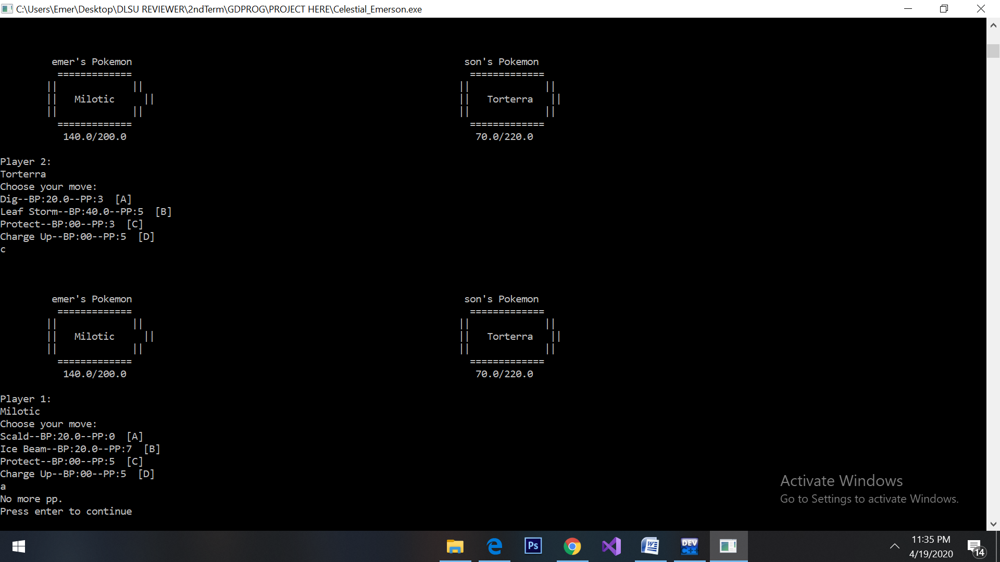 C:\Users\Emer\Desktop\DLSU REVIEWER\2ndTerm\GDPROG\PROJECT HERE\Celestial_Emerson.exe
emer's Pokemon son's Pokemon
============= =============
|| || || ||
|| Milotic || || Torterra ||
|| || || ||
============= =============
140.0/200.0 70.0/220.0
Player 2:
Torterra
Choose your move:
Dig--BP:20.0--PP:3 [A]
Leaf Storm--BP:40.0--PP:5 [B]
Protect--BP:00--PP:3 [C]
Charge Up--BP:00--PP:5 [D]
c
emer's Pokemon son's Pokemon
============= =============
|| || || ||
|| Milotic || || Torterra ||
|| || || ||
============= =============
140.0/200.0 70.0/220.0
Player 1:
Milotic
Choose your move:
Scald--BP:20.0--PP:0 [A]
Ice Beam--BP:20.0--PP:7 [B]
Protect--BP:00--PP:5 [C]
Charge Up--BP:00--PP:5 [D]
a
No more pp.
Press enter to continue
Activate Windows
Go to Settings to activate Windows.
Ps
DEV
C++
11:35 PM
4/19/2020
14